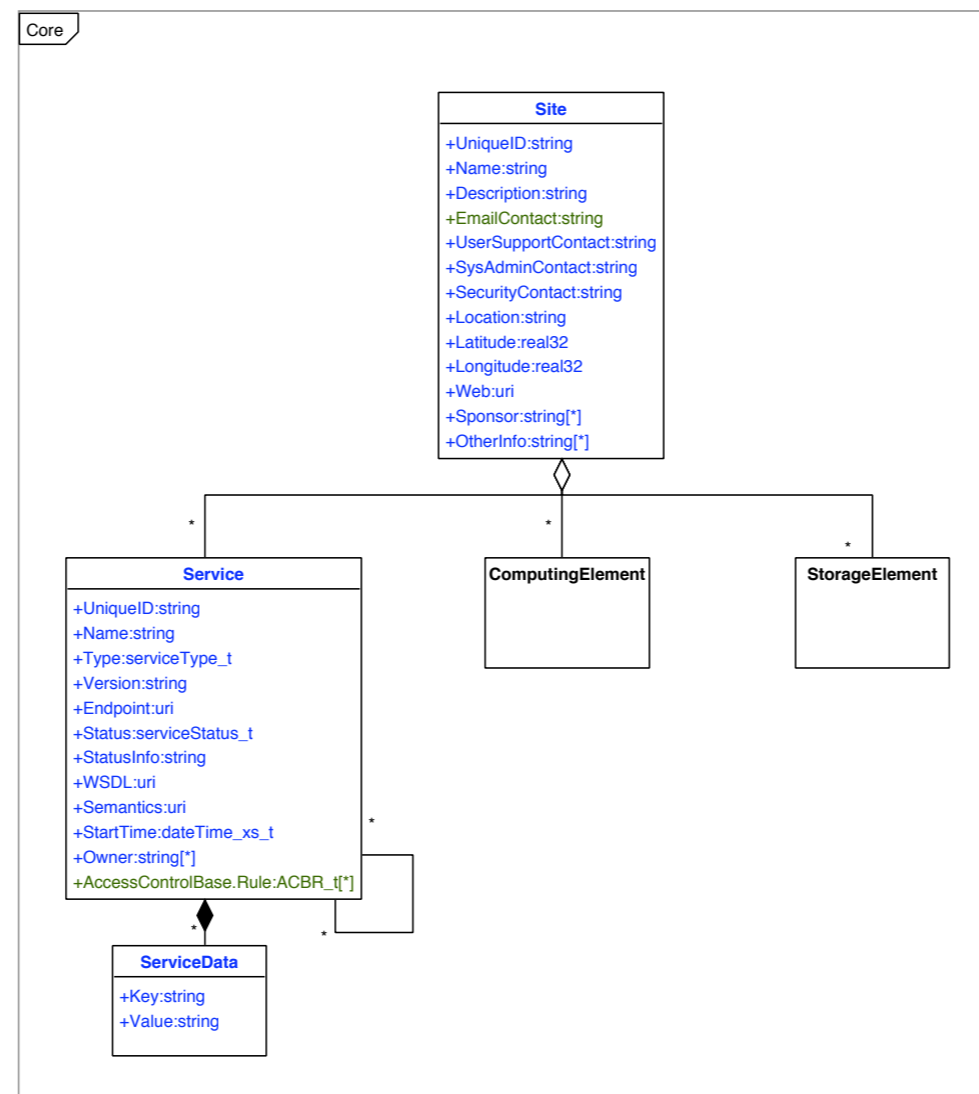 Core
Site
+UniqueID:string
+Name:string
+Description:string
+EmailContact:string
+UserSupportContact:string
+SysAdminContact:string
+SecurityContact:string
+Location:string
+Latitude:real32
+Longitude:real32
+Web:uri
+Sponsor:string[*]
+OtherInfo:string[*]
*
*
*
Service
+UniqueID:string
+Name:string
+Type:serviceType_t
+Version:string
+Endpoint:uri
+Status:serviceStatus_t
+StatusInfo:string
+WSDL:uri
+Semantics:uri
+StartTime:dateTime_xs_t
+Owner:string[*]
+AccessControlBase.Rule:ACBR_t[*]
ComputingElement
StorageElement
*
*
*
ServiceData
+Key:string
+Value:string